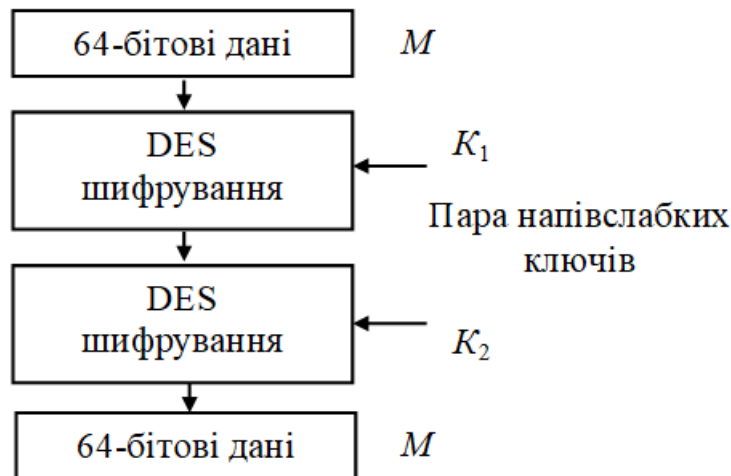 64-бітові дані M
DES
шифрування
K1
Пара напівслабких
ключів
DES
шифрування
K2
64-бітові дані M